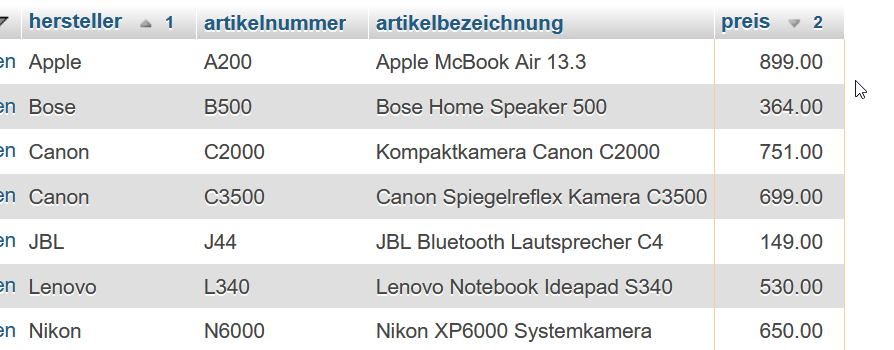 hersteller 1 artikelnummer artikelbezeichnung preis 2
en Apple A200 Apple McBook Air 13.3 899.00
en Bose B500 Bose Home Speaker 500 364.00
en Canon C2000 Kompaktkamera Canon C2000 751.00
en Canon C3500 Canon Spiegelreflex Kamera C3500 699.00
en JBL J44 JBL Bluetooth Lautsprecher C4 149.00
en Lenovo L340 Lenovo Notebook Ideapad S340 530.00
en Nikon N6000 Nikon XP6000 Systemkamera 650.00